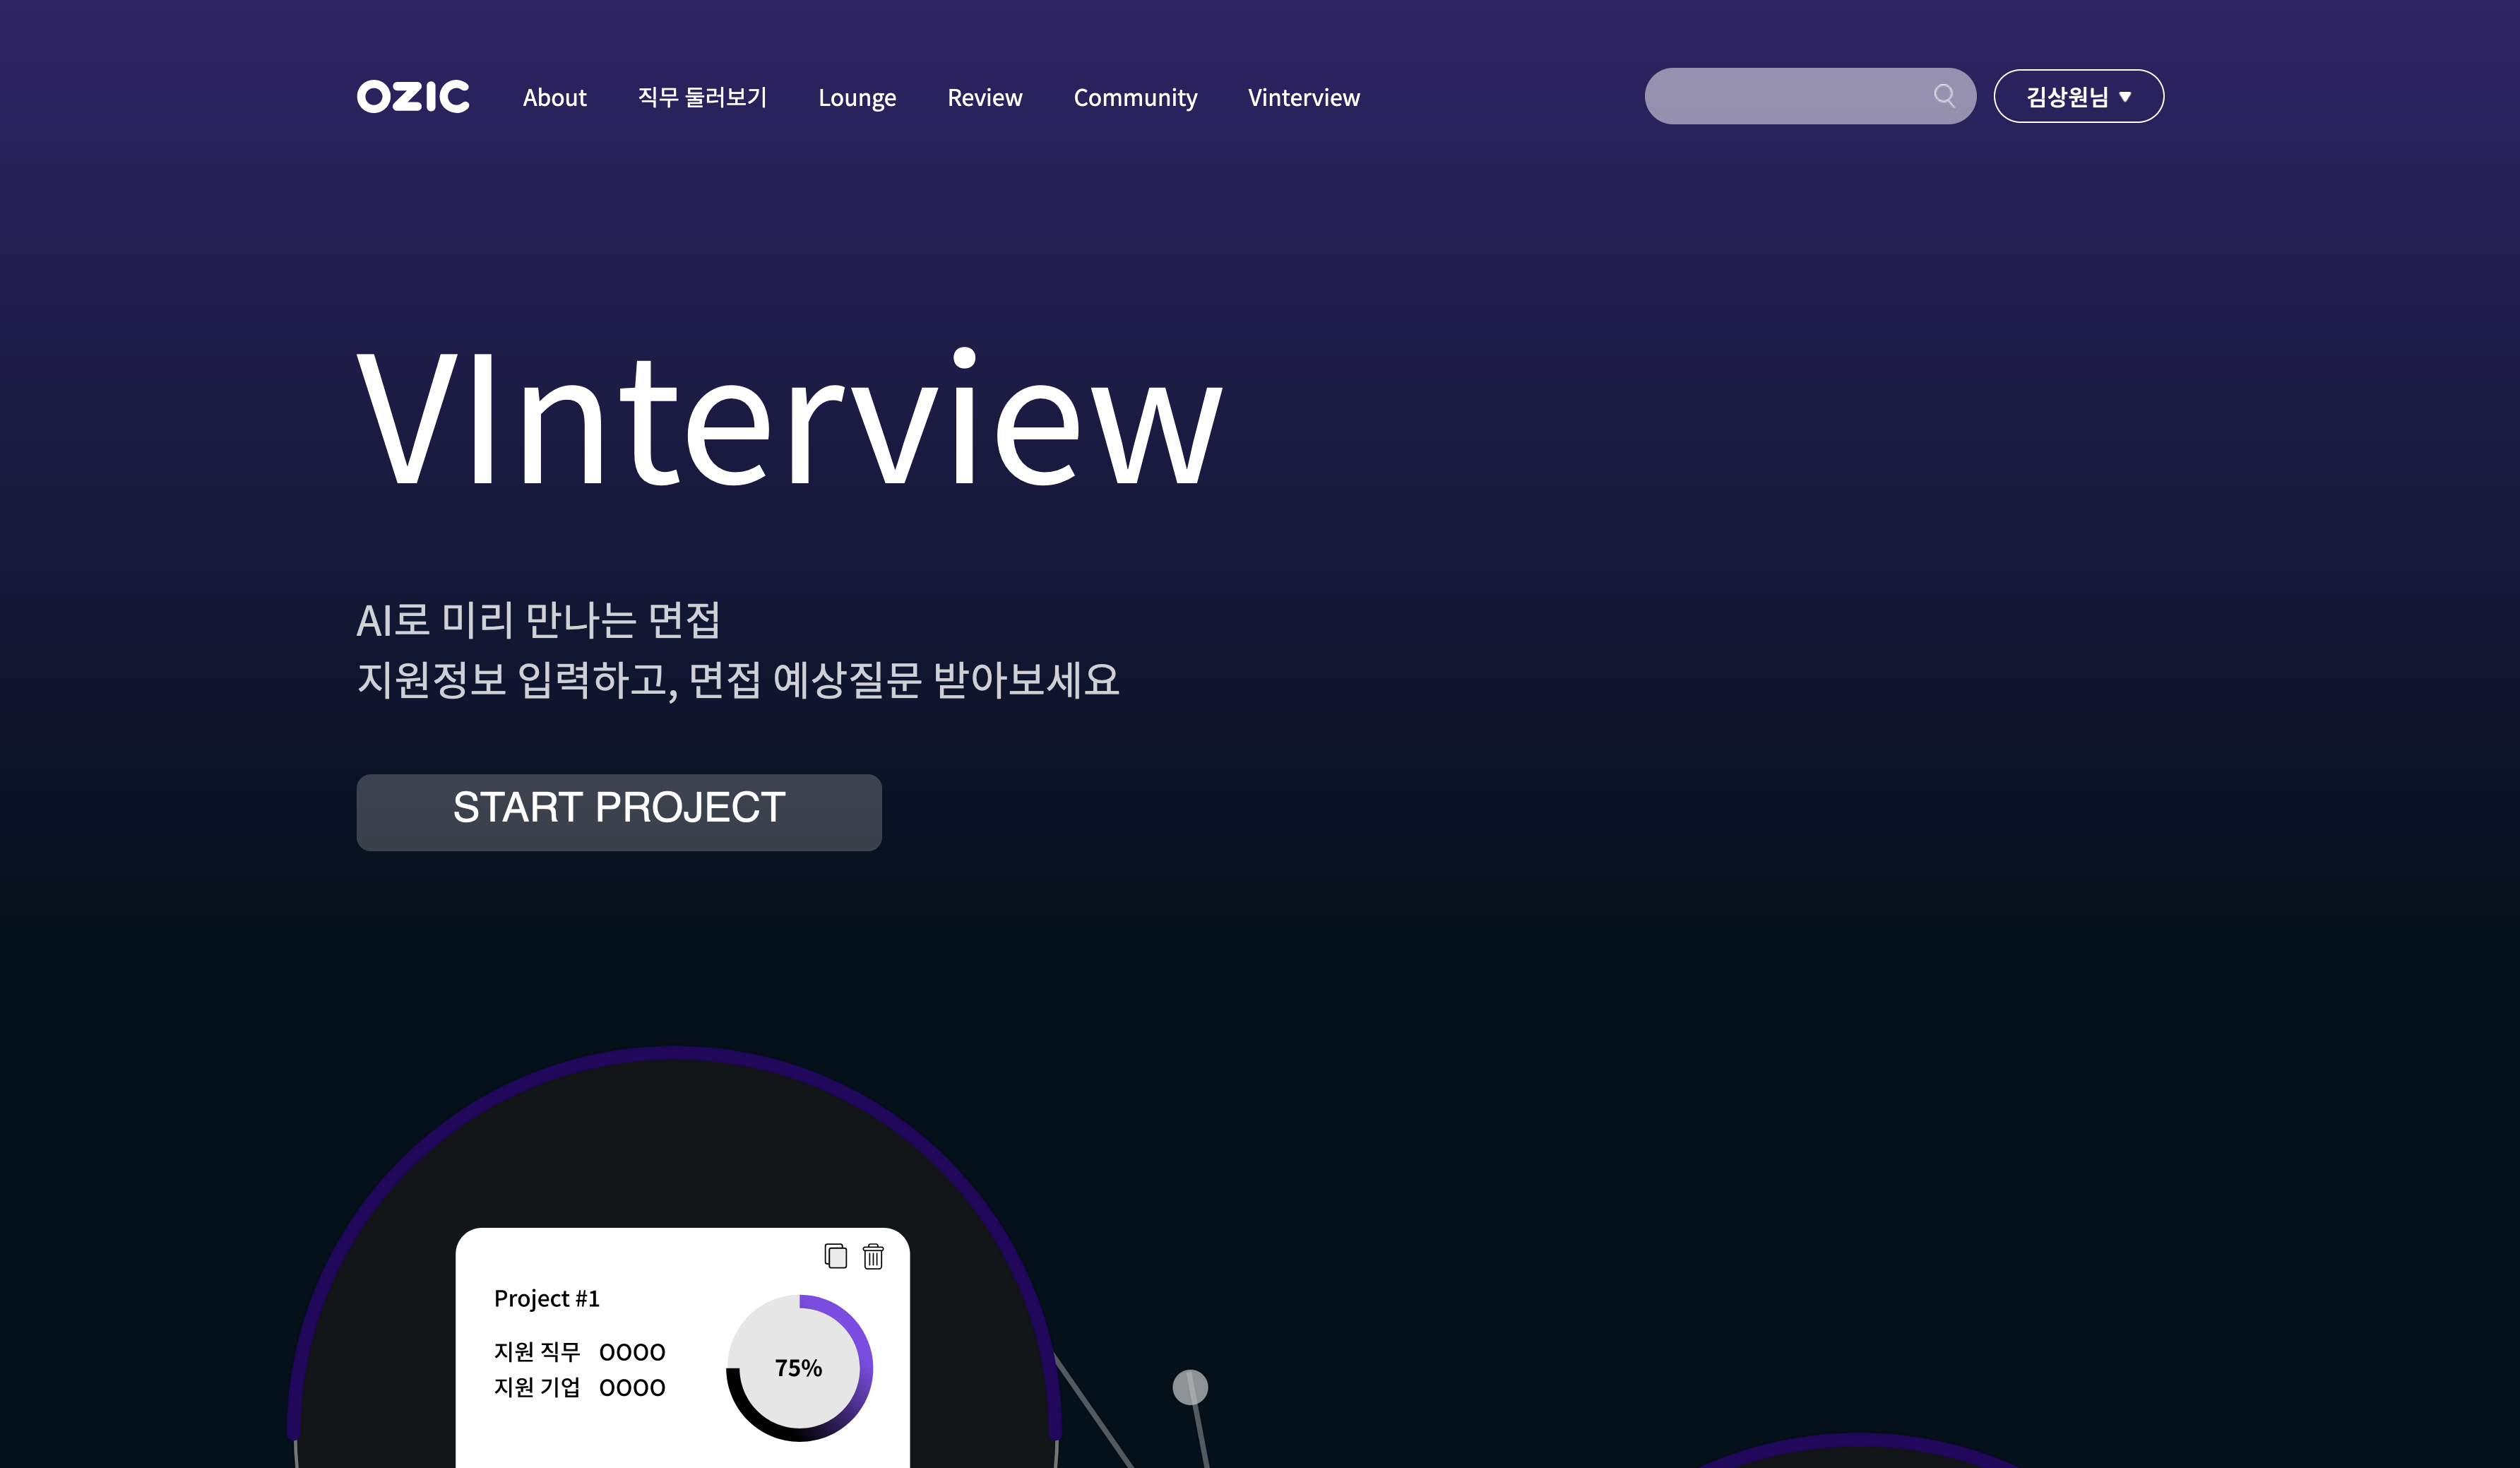 OZIC About 직무 둘러보기 Lounge Review Community Vinterview 김상원님
VInterview
AI로 미리 만나는 면접
지원정보 입력하고, 면접 예상질문 받아보세요
START PROJECT
Project #1
지원 직무 OOOO
지원 기업 OOOO
75%